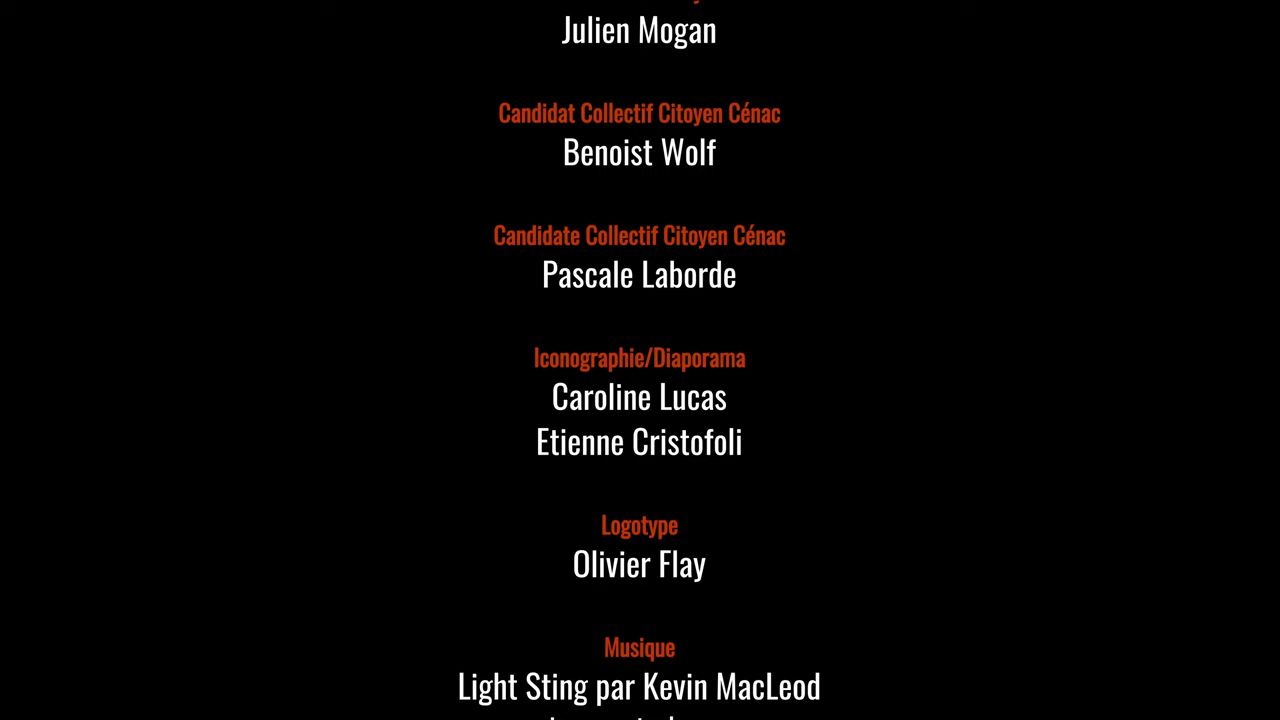 Julien Mogan
Candidat Collectif Citoyen Cénac
Benoist Wolf
Candidate Collectif Citoyen Cénac
Pascale Laborde
Iconographie/Diaporama
Caroline Lucas
Etienne Cristofoli
Logotype
Olivier Flay
Musique
Light Sting par Kevin MacLeod